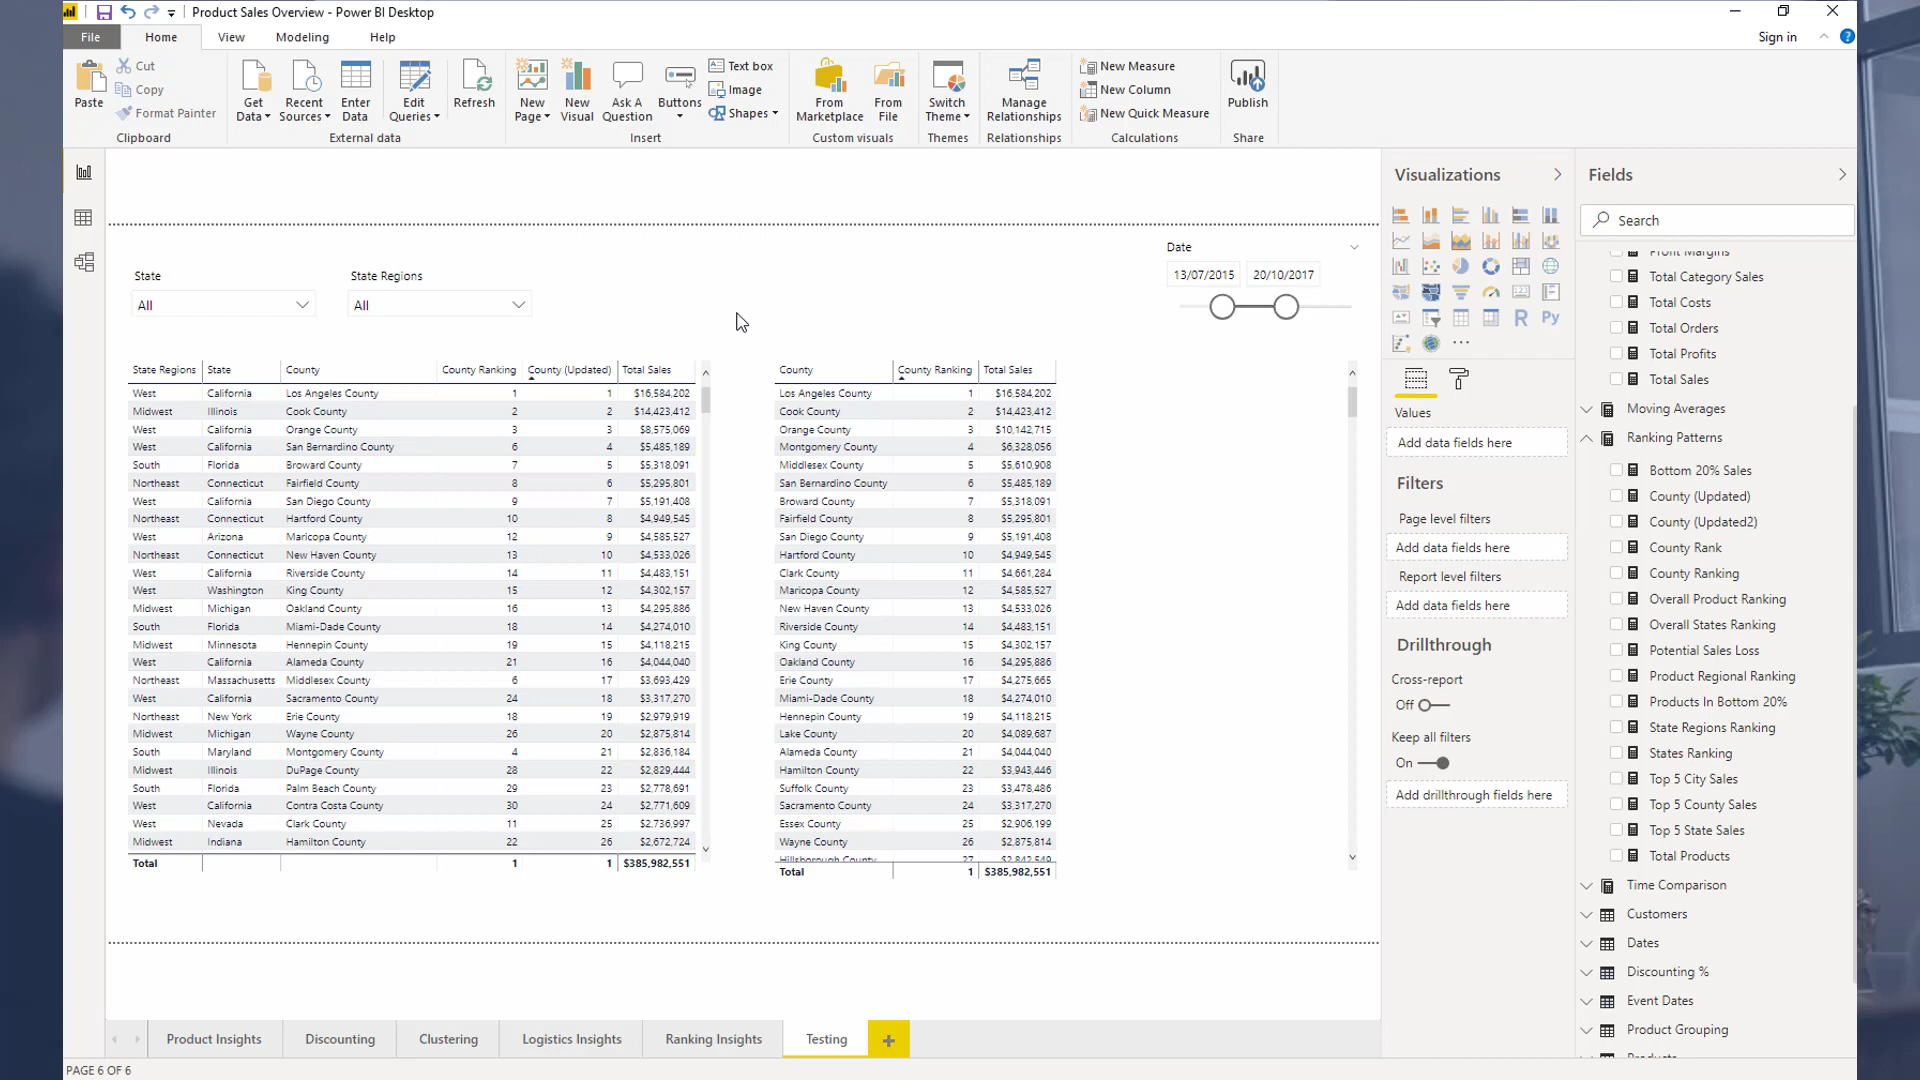 Product Sales Overview - Power BI Desktop
File
Home
View
Modeling
Help
Sign in
Paste
Cut
Copy
Format Painter
Clipboard
Get Data
Recent Sources
Enter Data
Edit Queries
Refresh
External data
New Page
New Visual
Ask A Question
Buttons
Text box
Image
Shapes
Insert
From Marketplace
From File
Custom visuals
Switch Theme
Themes
Manage Relationships
Relationships
New Measure
New Column
New Quick Measure
Calculations
Publish
Share
State
All
State Regions
All
Date
13/07/2015 20/10/2017
State Regions State County County Ranking County (Updated) Total Sales
West California Los Angeles County 1 1 $16,584,202
Midwest Illinois Cook County 2 2 $14,423,412
West California Orange County 3 3 $8,575,069
West California San Bernardino County 6 4 $5,485,189
South Florida Broward County 7 5 $5,318,091
Northeast Connecticut Fairfield County 8 6 $5,295,801
West California San Diego County 9 7 $5,191,408
Northeast Connecticut Hartford County 10 8 $4,949,545
West Arizona Maricopa County 12 9 $4,585,527
Northeast Connecticut New Haven County 13 10 $4,533,026
West California Riverside County 14 11 $4,483,151
West Washington King County 15 12 $4,302,157
Midwest Michigan Oakland County 16 13 $4,295,886
South Florida Miami-Dade County 18 14 $4,274,010
Midwest Minnesota Hennepin County 19 15 $4,118,215
West California Alameda County 21 16 $4,044,040
Northeast Massachusetts Middlesex County 6 17 $3,693,429
West California Sacramento County 24 18 $3,317,270
Northeast New York Erie County 18 19 $2,979,919
Midwest Michigan Wayne County 26 20 $2,875,814
South Maryland Montgomery County 4 21 $2,836,184
Midwest Illinois DuPage County 28 22 $2,829,444
South Florida Palm Beach County 29 23 $2,778,691
West California Contra Costa County 30 24 $2,771,609
West Nevada Clark County 11 25 $2,736,997
Midwest Indiana Hamilton County 22 26 $2,672,724
Total 1 1 $385,982,551
County County Ranking Total Sales
Los Angeles County 1 $16,584,202
Cook County 2 $14,423,412
Orange County 3 $10,142,715
Montgomery County 4 $6,328,056
Middlesex County 5 $5,610,908
San Bernardino County 6 $5,485,189
Broward County 7 $5,318,091
Fairfield County 8 $5,295,801
San Diego County 9 $5,191,408
Hartford County 10 $4,949,545
Clark County 11 $4,661,284
Maricopa County 12 $4,585,527
New Haven County 13 $4,533,026
Riverside County 14 $4,483,151
King County 15 $4,302,157
Oakland County 16 $4,295,886
Erie County 17 $4,275,665
Miami-Dade County 18 $4,274,010
Hennepin County 19 $4,118,215
Lake County 20 $4,089,687
Alameda County 21 $4,044,040
Hamilton County 22 $3,943,446
Suffolk County 23 $3,478,486
Sacramento County 24 $3,317,270
Essex County 25 $2,906,199
Wayne County 26 $2,875,814
Hillsborough County 27 $2,842,549
Total 1 $385,982,551
Visualizations
R
Py
Values
Add data fields here
Filters
Page level filters
Add data fields here
Report level filters
Add data fields here
Drillthrough
Cross-report
Off
Keep all filters
On
Add drillthrough fields here
Fields
Search
Profit Margins
Total Category Sales
Total Costs
Total Orders
Total Profits
Total Sales
Moving Averages
Ranking Patterns
Bottom 20% Sales
County (Updated)
County (Updated2)
County Rank
County Ranking
Overall Product Ranking
Overall States Ranking
Potential Sales Loss
Product Regional Ranking
Products In Bottom 20%
State Regions Ranking
States Ranking
Top 5 City Sales
Top 5 County Sales
Top 5 State Sales
Total Products
Time Comparison
Customers
Dates
Discounting %
Event Dates
Product Grouping
Products
Product Insights
Discounting
Clustering
Logistics Insights
Ranking Insights
Testing
PAGE 6 OF 6